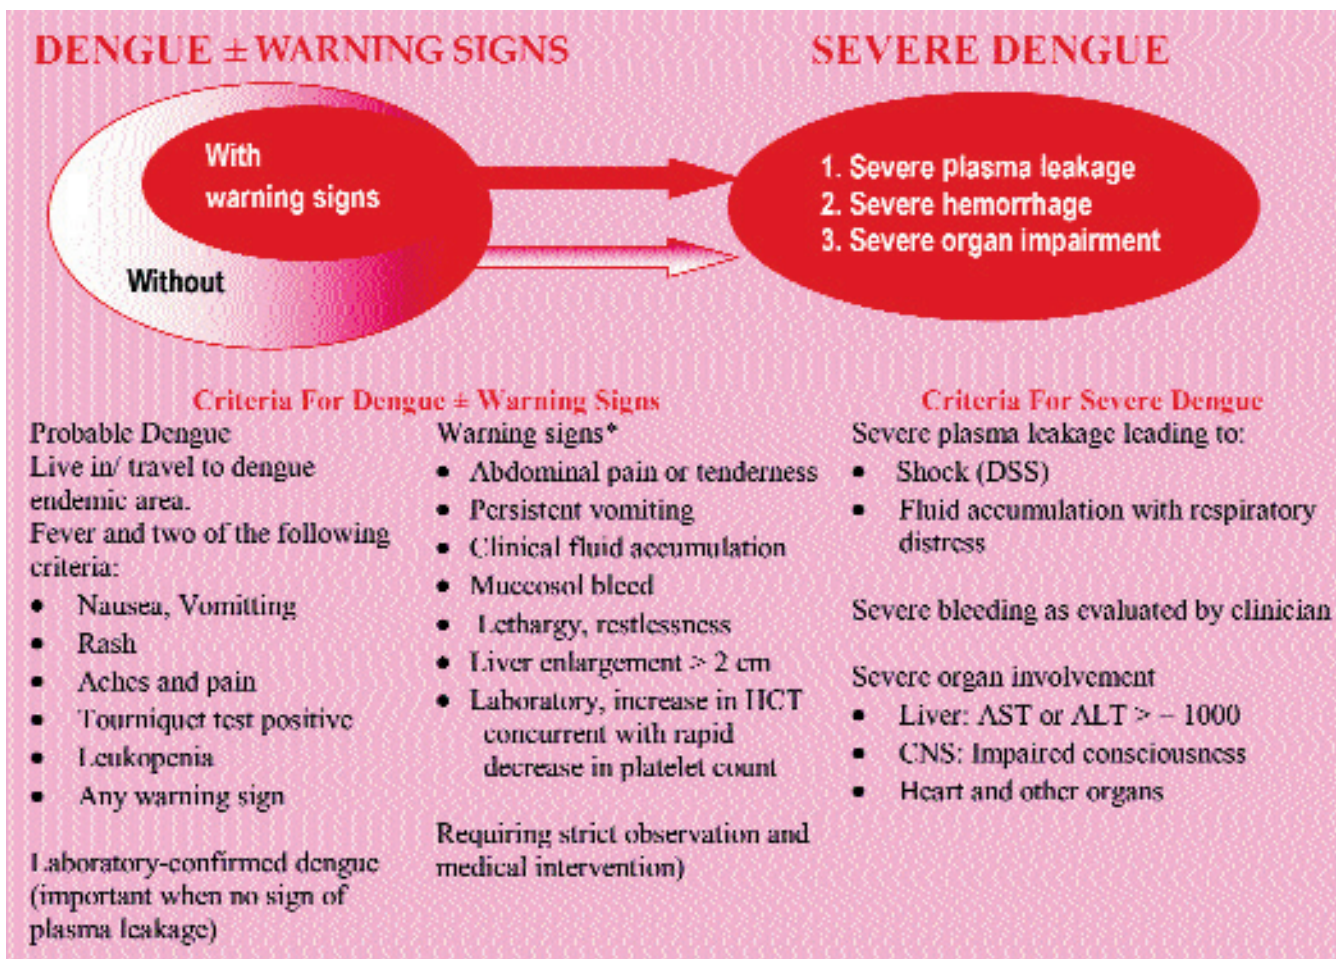 DENGUE ± WARNING SIGNS
SEVERE DENGUE
With
warning signs
Without
1. Severe plasma leakage
2. Severe hemorrhage
3. Severe organ impairment
Criteria For Dengue ± Warning Signs
Probable Dengue
Live in/ travel to dengue
endemic area.
Fever and two of the following
criteria:
• Nausea, Vomitting
• Rash
• Aches and pain
• Tourniquet test positive
• Leukopenia
• Any warning sign
Laboratory-confirmed dengue
(important when no sign of
plasma leakage)
Warning signs*
• Abdominal pain or tenderness
• Persistent vomiting
• Clinical fluid accumulation
• Muccosol bleed
• Lethargy, restlessness
• Liver enlargement > 2 cm
• Laboratory, increase in HCT
concurrent with rapid
decrease in platelet count
Requiring strict observation and
medical intervention)
Criteria For Severe Dengue
Severe plasma leakage leading to:
• Shock (DSS)
• Fluid accumulation with respiratory
distress
Severe bleeding as evaluated by clinician
Severe organ involvement
• Liver: AST or ALT > – 1000
• CNS: Impaired consciousness
• Heart and other organs